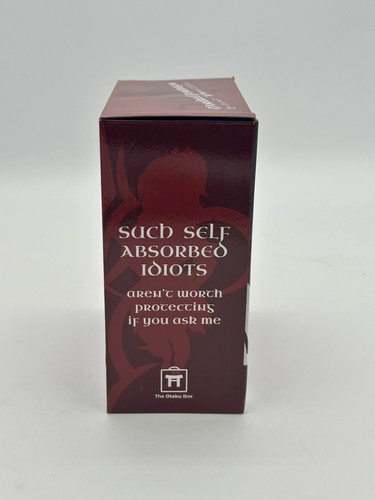 such self
absorbed
idiots
aren't worth
protecting
if you ask me
The Otaku Box